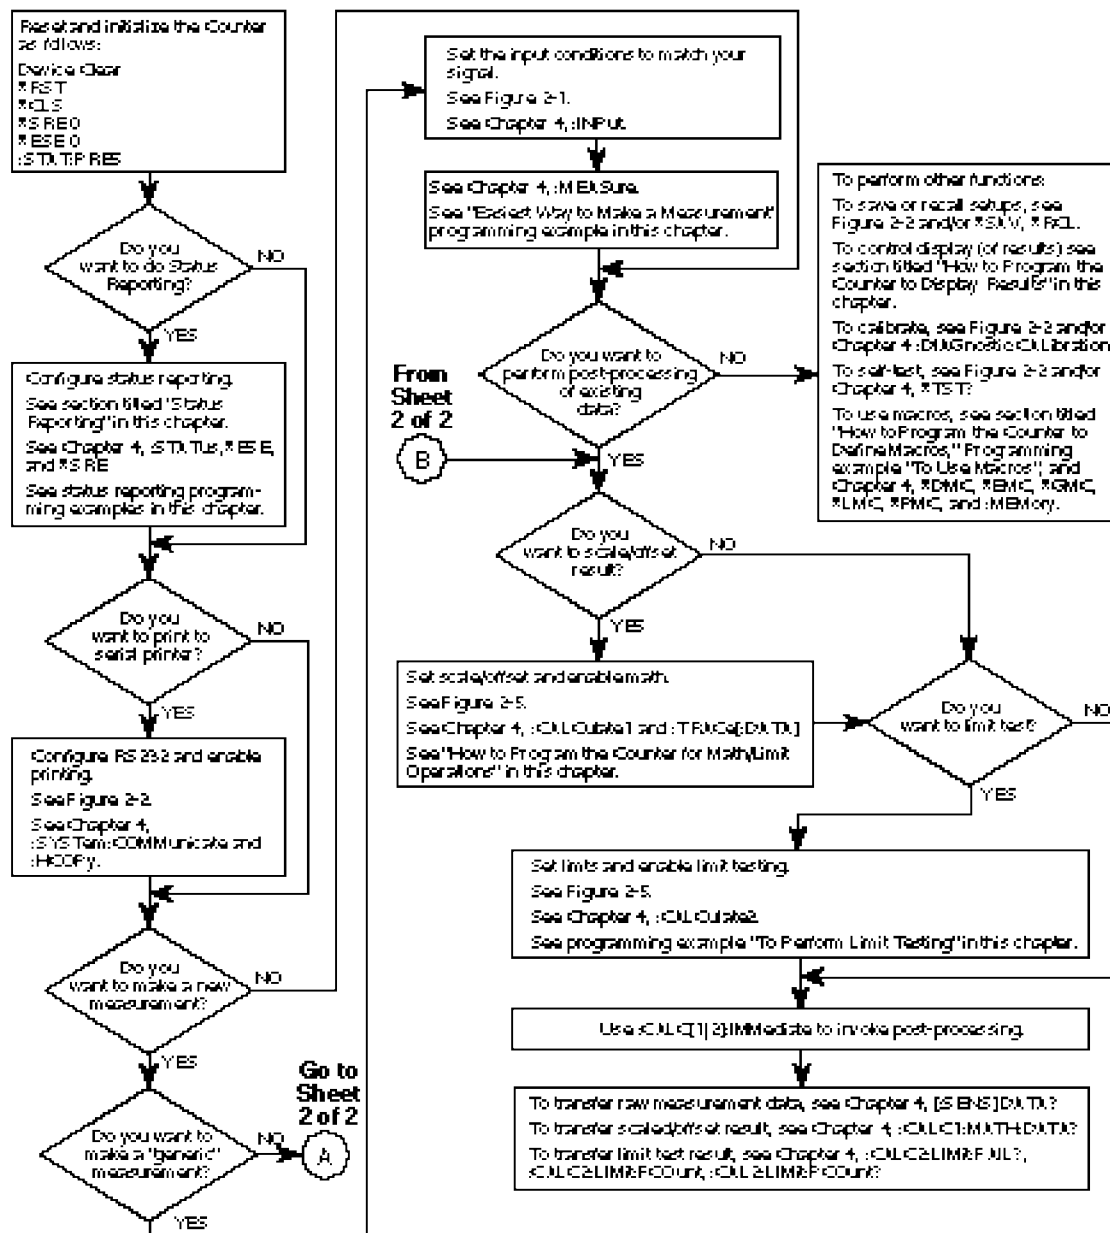 Reset and initialize the Counter
as follows:
Device Clear
*RST
*CLS
*SRE 0
*ESE 0
:STAT:PRES
Do you
want to do Status
Reporting?
NO
YES
Configure status reporting.
See section titled "Status
Reporting" in this chapter.
See Chapter 4, :STATus, *ESE,
and *SRE
See status reporting program-
ming examples in this chapter.
Do you
want to print to
serial printer?
NO
YES
Configure RS232 and enable
printing.
See Figure 2-2.
See Chapter 4,
:SYSTem:COMMunicate and
:HCOPy.
Do you
want to make a new
measurement?
NO
YES
Do you want to
make a "generic"
measurement?
NO
YES
Go to
Sheet
2 of 2
A
Set the input conditions to match your
signal.
See Figure 2-1.
See Chapter 4, :INPut.
See Chapter 4, :MEASure.
See "Easiest Way to Make a Measurement"
programming example in this chapter.
Do you want to
perform post-processing
of existing
data?
NO
YES
From
Sheet
2 of 2
B
To perform other functions:
To save or recall setups, see
Figure 2-2 and/or *SAV, *RCL.
To control display (of results) see
section titled "How to Program the
Counter to Display Results" in this
chapter.
To calibrate, see Figure 2-2 and/or
Chapter 4 :DIAGnostic:CALibration
To self-test, see Figure 2-2 and/or
Chapter 4, *TST?
To use macros, see section titled
"How to Program the Counter to
Define Macros," Programming
example "To Use Macros", and
Chapter 4, *DMC, *EMC, *GMC,
*LMC, *PMC, and :MEMory.
Do you
want to scale/offset
result?
NO
YES
Set scale/offset and enable math.
See Figure 2-5.
See Chapter 4, :CALCulate1 and :TRACe[:DATA]
See "How to Program the Counter for Math/Limit
Operations" in this chapter.
Do you
want to limit test?
NO
YES
Set limts and enable limit testing.
See Figure 2-5.
See Chapter 4, :CALCulate2.
See programming example "To Perform Limit Testing" in this chapter.
Use :CALC[1|2]:IMMediate to invoke post-processing.
To transfer raw measurement data, see Chapter 4, [:SENS]:DATA?
To transfer scaled/offset result, see Chapter 4, :CALC1:MATH:DATA?
To transfer limit test result, see Chapter 4, :CALC2:LIMit:FAIL?,
:CALC2:LIMit:FCOunt, :CALC2:LIMit:PCOunt?